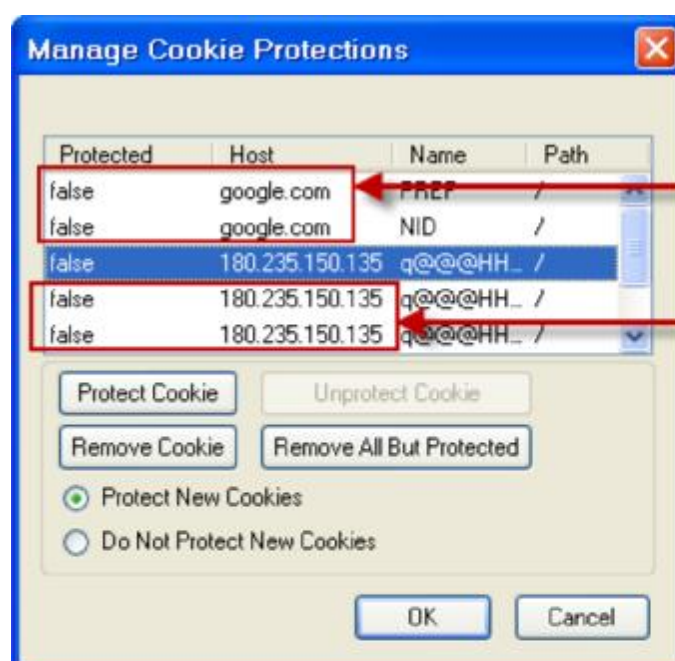 Manage Cookie Protections
Protected Host Name Path
false google.com PREF /
false google.com NID /
false 180.235.150.135 q@@@HH... /
false 180.235.150.135 q@@@HH... /
false 180.235.150.135 q@@@HH... /
Protect Cookie Unprotect Cookie
Remove Cookie Remove All But Protected
Protect New Cookies
Do Not Protect New Cookies
OK Cancel